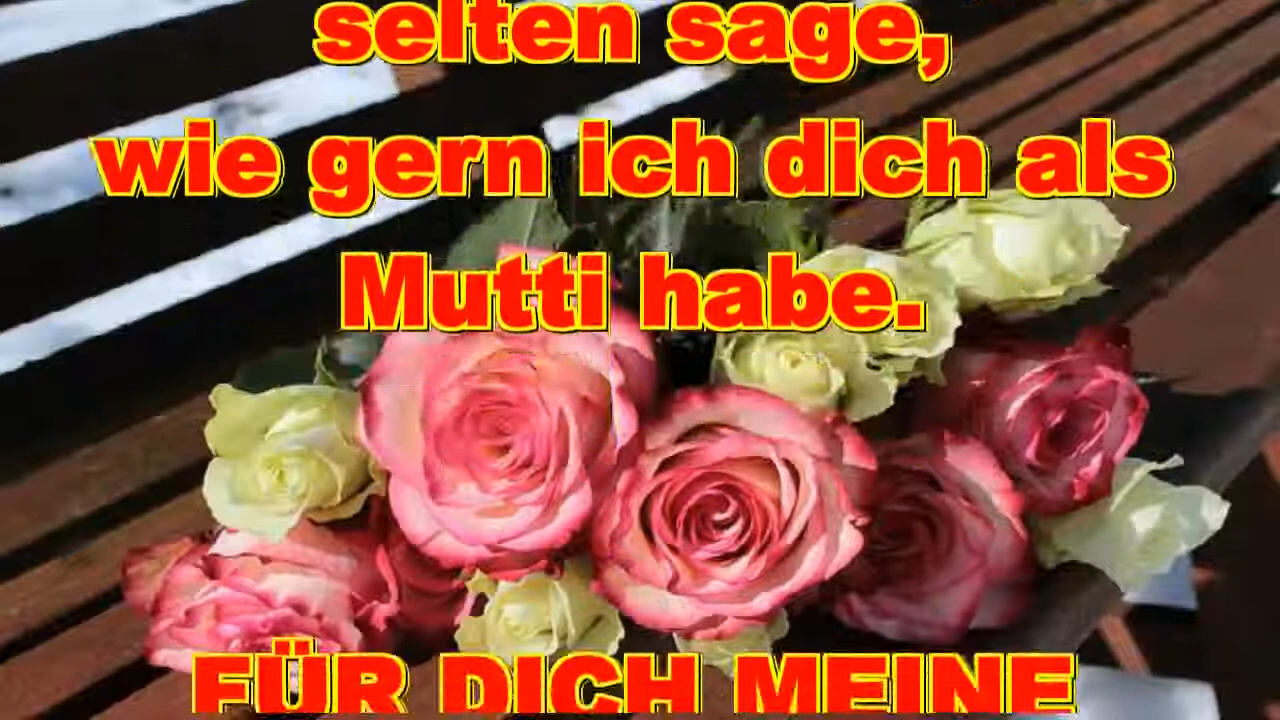 selten sage,
wie gern ich dich als
Mutti habe.
FÜR DICH MEINE